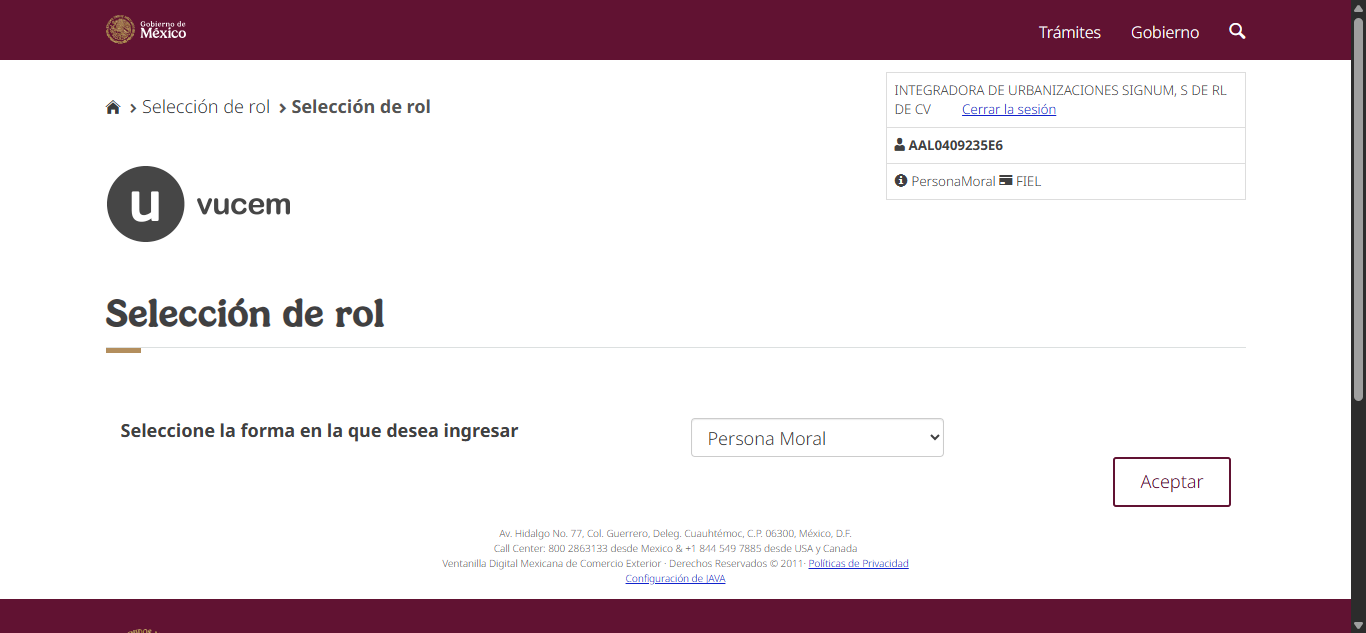 Gobierno de
México
Trámites Gobierno
INTEGRADORA DE URBANIZACIONES SIGNUM, S DE RL
DE CV Cerrar la sesión
AAL0409235E6
PersonaMoral FIEL
Selección de rol Selección de rol
u vucem
Selección de rol
Seleccione la forma en la que desea ingresar
Persona Moral
Aceptar
Av. Hidalgo No. 77, Col. Guerrero, Deleg. Cuauhtémoc, C.P. 06300, México, D.F.
Call Center: 800 2863133 desde Mexico & +1 844 549 7885 desde USA y Canada
Ventanilla Digital Mexicana de Comercio Exterior · Derechos Reservados © 2011· Políticas de Privacidad
Configuración de JAVA